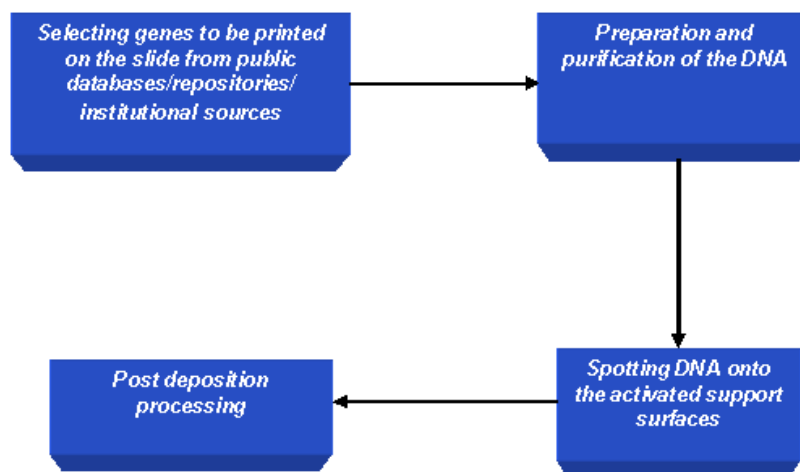 Selecting genes to be printed
on the slide from public
databases/repositories/
institutional sources
Preparation and
purification of the DNA
Spotting DNA onto
the activated support
surfaces
Post deposition
processing